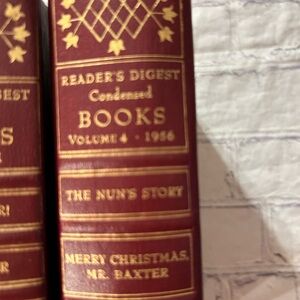 READER'S DIGEST
Condensed
BOOKS
VOLUME 4 · 1956
THE NUN'S STORY
MERRY CHRISTMAS,
MR. BAXTER